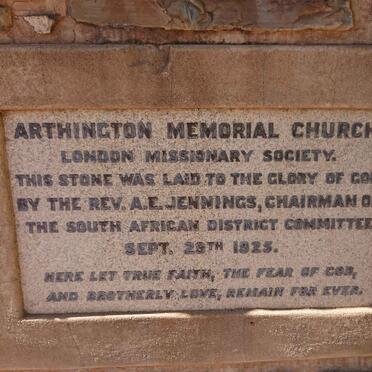 ARTHINGTON MEMORIAL CHURCH
LONDON MISSIONARY SOCIETY.
THIS STONE WAS LAID TO THE GLORY OF GO
BY THE REV. A.E. JENNINGS, CHAIRMAN O
THE SOUTH AFRICAN DISTRICT COMMITTEE
SEPT. 29TH 1925.
HERE LET TRUE FAITH, THE FEAR OF GOD,
AND BROTHERLY LOVE, REMAIN FOR EVER.